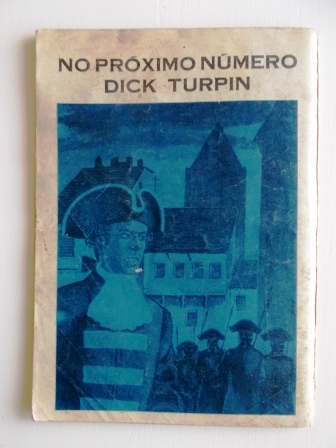 NO PRÓXIMO NÚMERO
DICK TURPIN